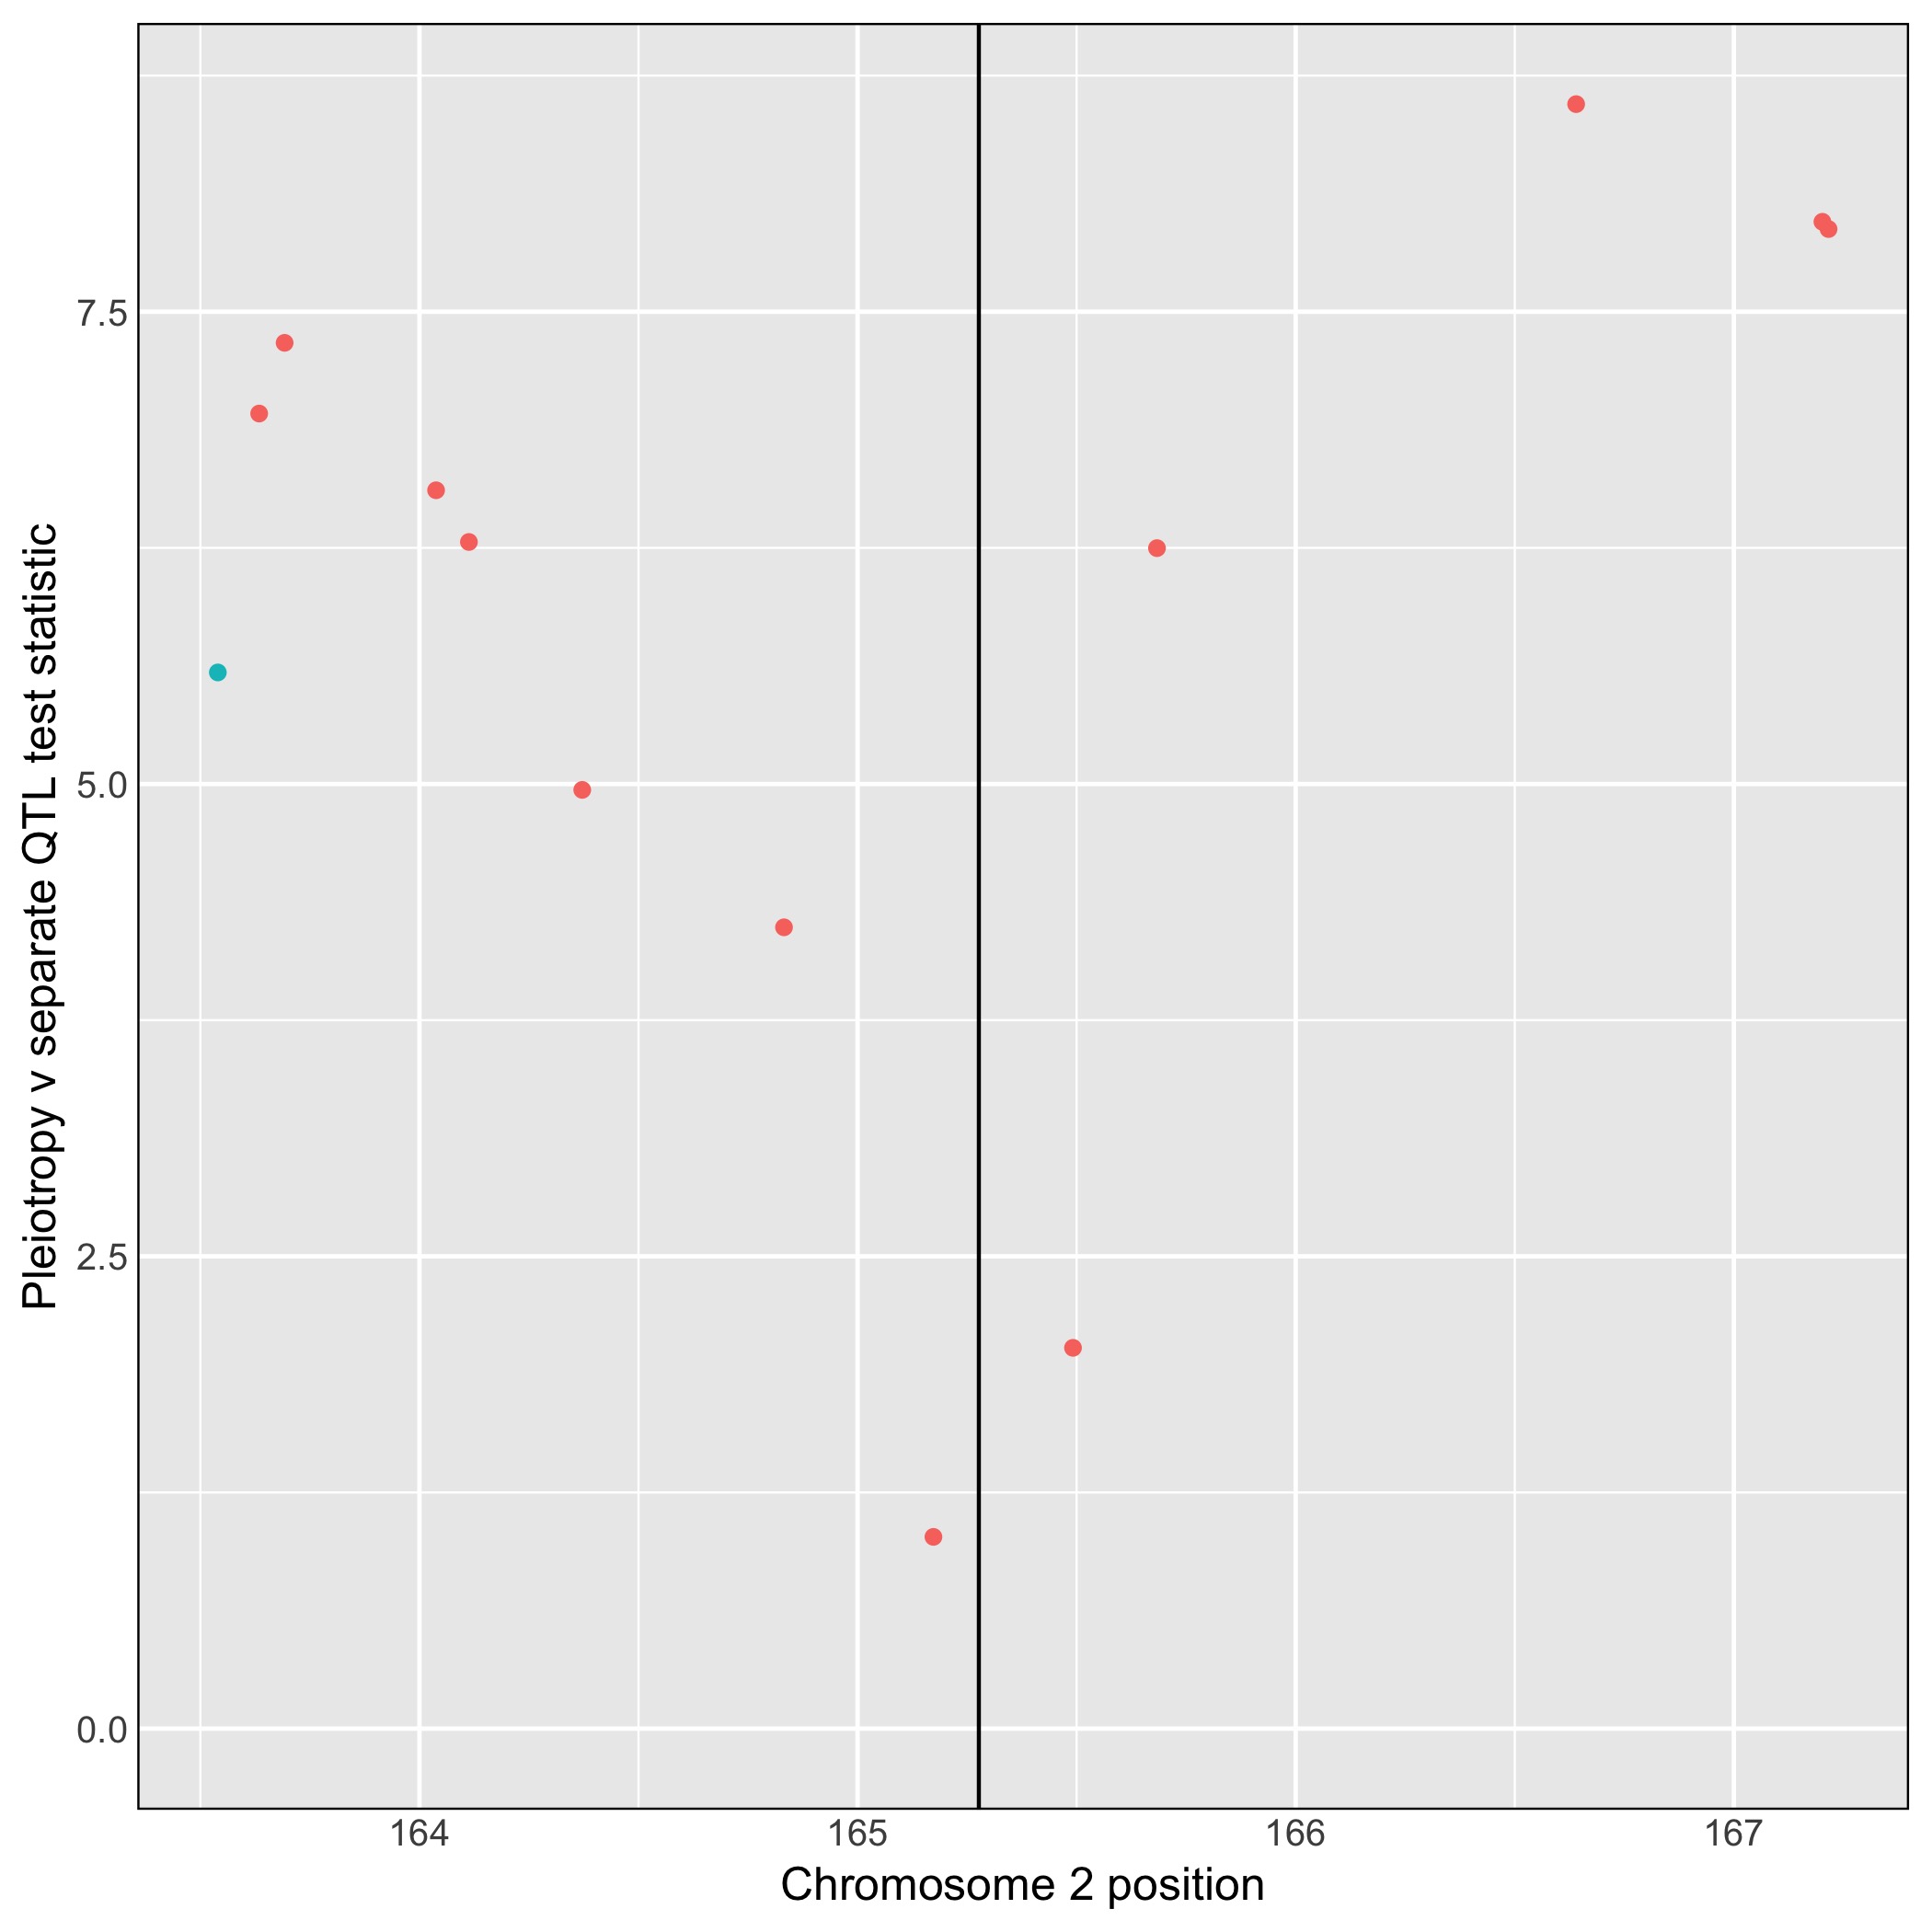 Pleiotropy v separate QTL test statistic
7.5
5.0
2.5
0.0
164 165 166 167
Chromosome 2 position